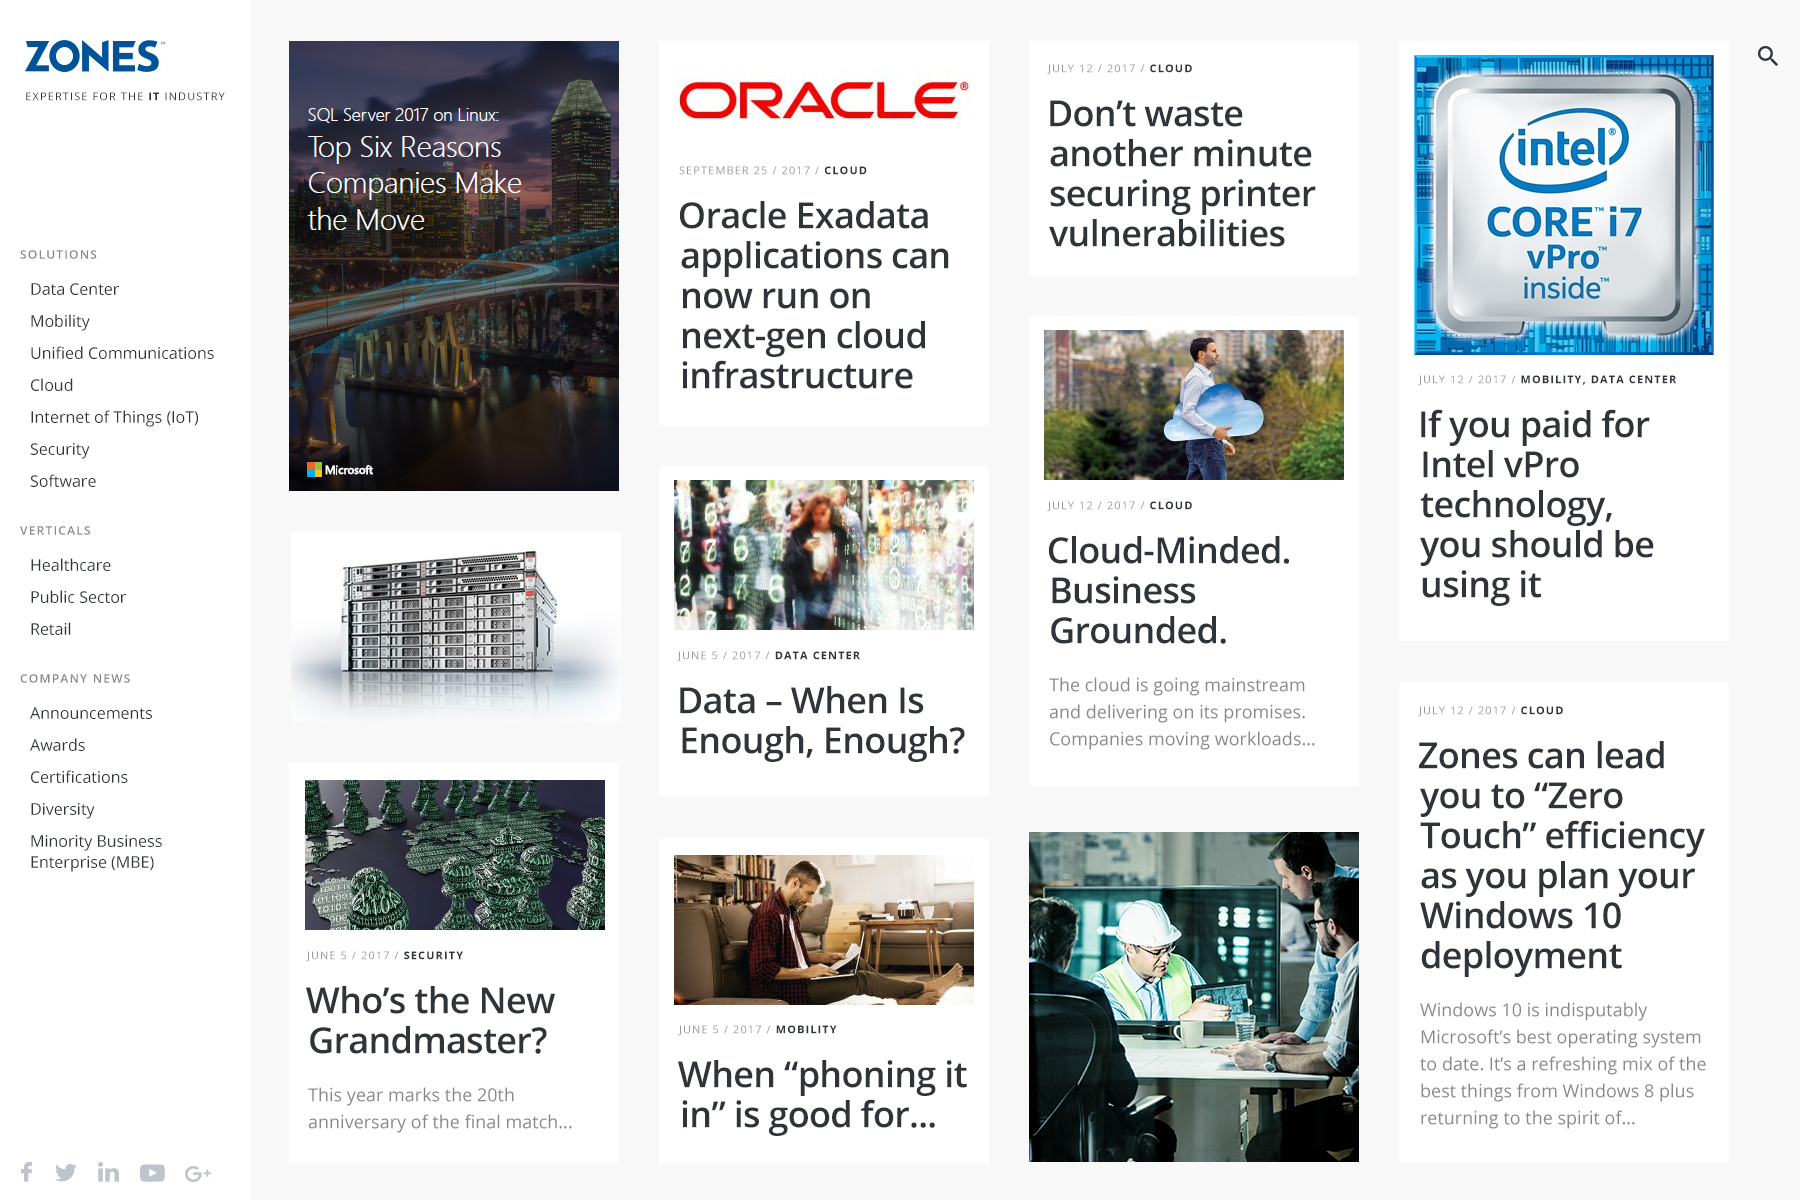 ZONES™
EXPERTISE FOR THE IT INDUSTRY
SOLUTIONS
Data Center
Mobility
Unified Communications
Cloud
Internet of Things (IoT)
Security
Software
VERTICALS
Healthcare
Public Sector
Retail
COMPANY NEWS
Announcements
Awards
Certifications
Diversity
Minority Business
Enterprise (MBE)
SQL Server 2017 on Linux:
Top Six Reasons
Companies Make
the Move
Microsoft
JUNE 5 / 2017 / SECURITY
Who’s the New
Grandmaster?
This year marks the 20th
anniversary of the final match...
ORACLE®
SEPTEMBER 25 / 2017 / CLOUD
Oracle Exadata
applications can
now run on
next-gen cloud
infrastructure
JUNE 5 / 2017 / DATA CENTER
Data – When Is
Enough, Enough?
JUNE 5 / 2017 / MOBILITY
When “phoning it
in” is good for...
JULY 12 / 2017 / CLOUD
Don’t waste
another minute
securing printer
vulnerabilities
JULY 12 / 2017 / CLOUD
Cloud-Minded.
Business
Grounded.
The cloud is going mainstream
and delivering on its promises.
Companies moving workloads...
intel®
CORE™ i7
vPro™
inside™
JULY 12 / 2017 / MOBILITY, DATA CENTER
If you paid for
Intel vPro
technology,
you should be
using it
JULY 12 / 2017 / CLOUD
Zones can lead
you to “Zero
Touch” efficiency
as you plan your
Windows 10
deployment
Windows 10 is indisputably
Microsoft’s best operating system
to date. It’s a refreshing mix of the
best things from Windows 8 plus
returning to the spirit of...
f
in
G+